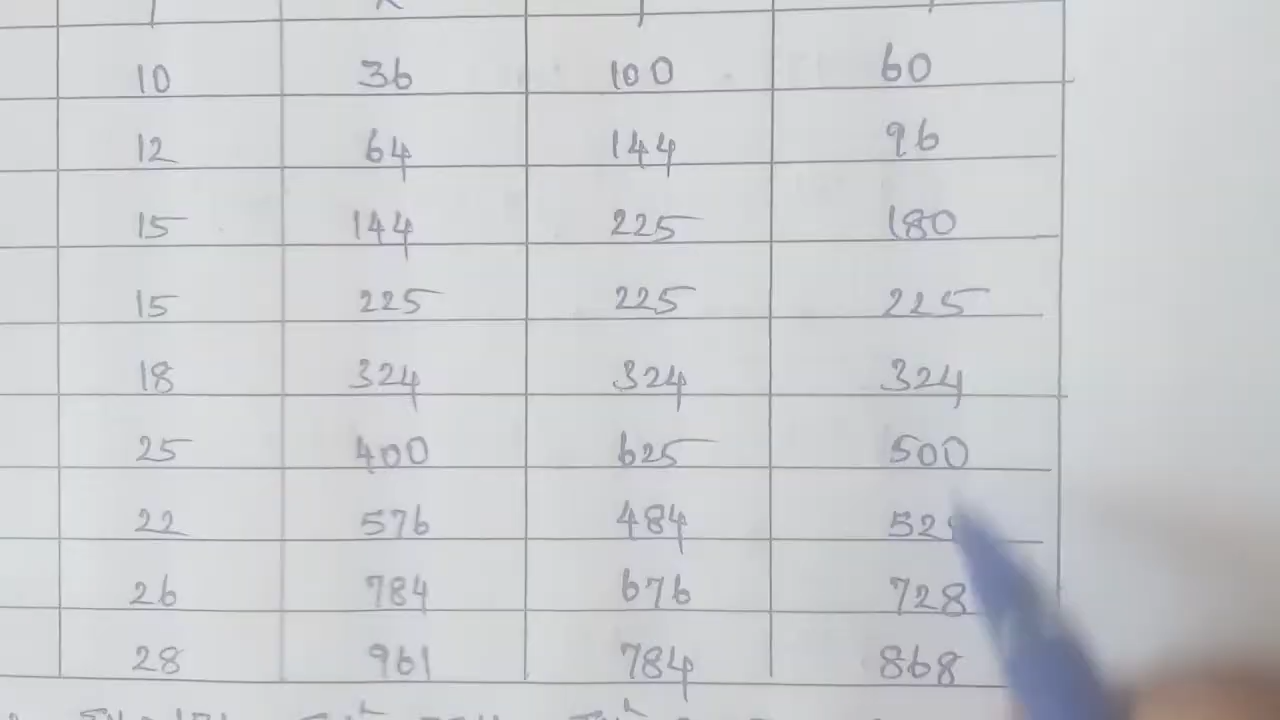 10 36 100 60
12 64 144 96
15 144 225 180
15 225 225 225
18 324 324 324
25 400 625 500
22 576 484
26 784 676 728
28 961 784 868